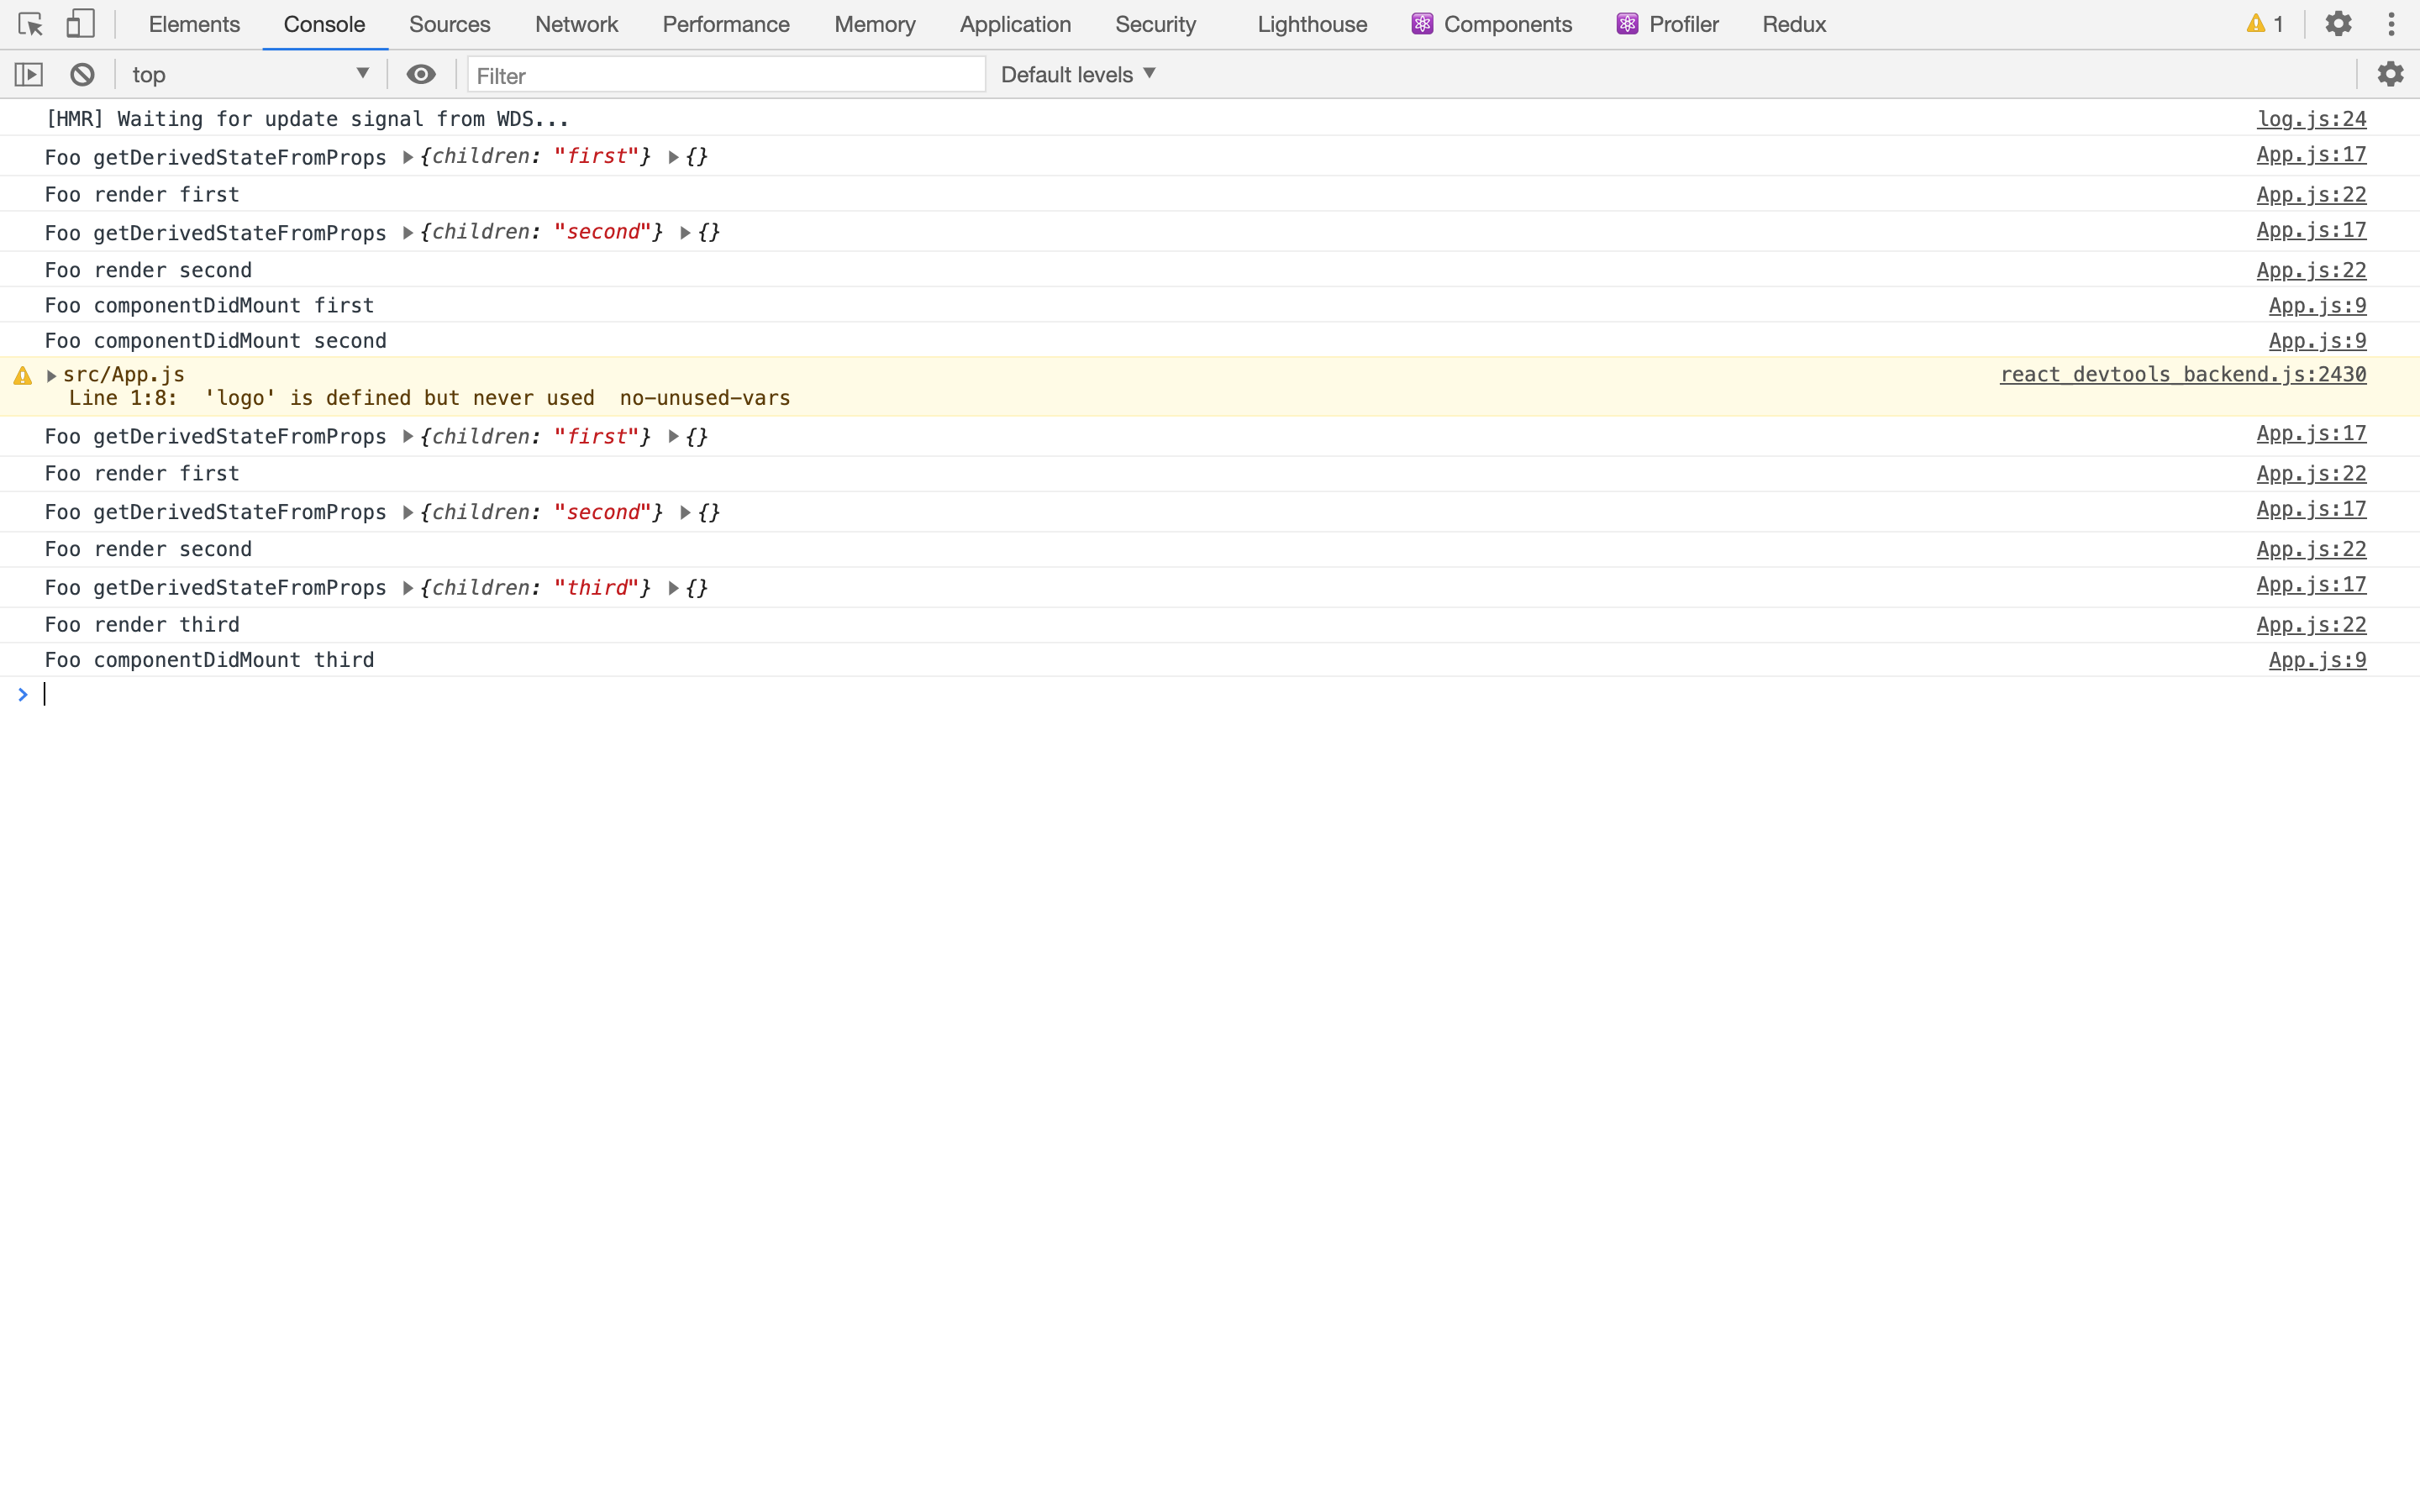 Elements Console Sources Network Performance Memory Application Security Lighthouse Components Profiler Redux 1
top Filter Default levels
[HMR] Waiting for update signal from WDS... log.js:24
Foo getDerivedStateFromProps {children: "first"} {} App.js:17
Foo render first App.js:22
Foo getDerivedStateFromProps {children: "second"} {} App.js:17
Foo render second App.js:22
Foo componentDidMount first App.js:9
Foo componentDidMount second App.js:9
src/App.js react_devtools_backend.js:2430
Line 1:8: 'logo' is defined but never used no-unused-vars
Foo getDerivedStateFromProps {children: "first"} {} App.js:17
Foo render first App.js:22
Foo getDerivedStateFromProps {children: "second"} {} App.js:17
Foo render second App.js:22
Foo getDerivedStateFromProps {children: "third"} {} App.js:17
Foo render third App.js:22
Foo componentDidMount third App.js:9